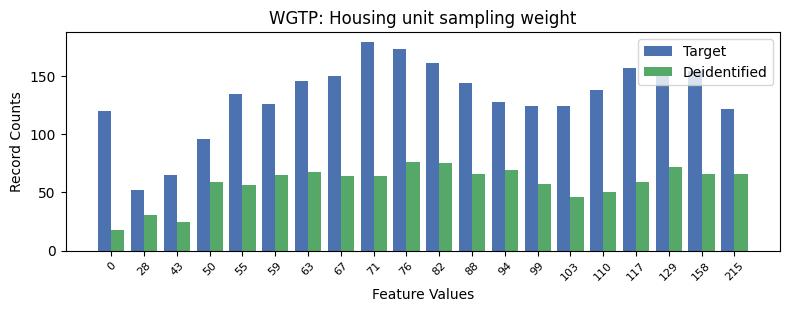 WGTP: Housing unit sampling weight
Target
Deidentified
Record Counts
150
100
50
0
0 28 43 50 55 59 63 67 71 76 82 88 94 99 103 110 117 129 158 215
Feature Values